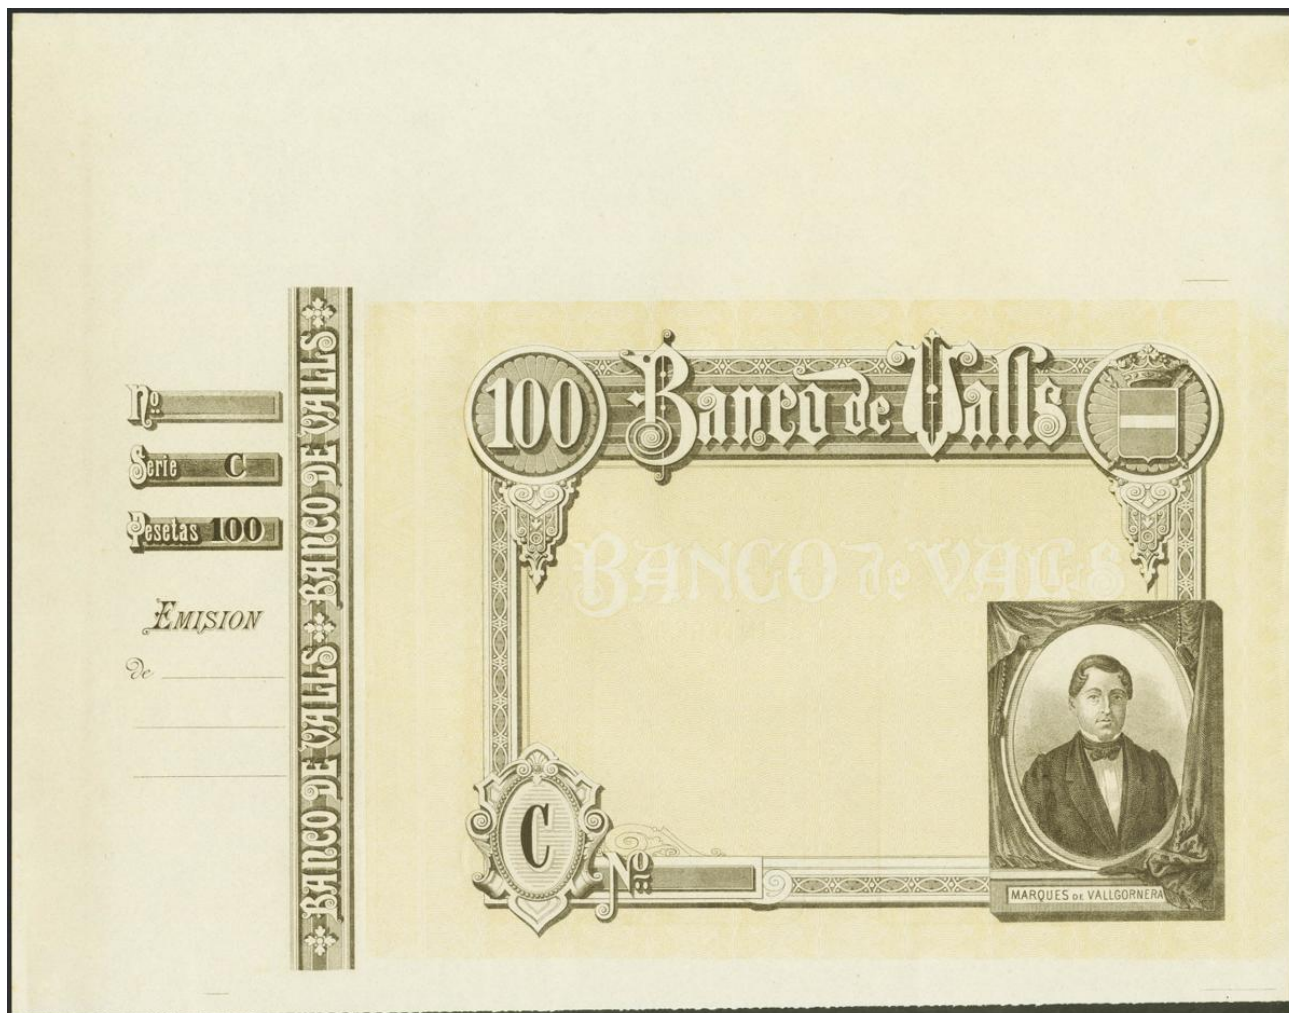 Nº
Serie C
Pesetas 100
EMISION
de
BANCO DE VALLS BANCO DE VALLS
100 Banco de Valls
BANCO de VALLS
C Nº
MARQUES DE VALLGORNERA